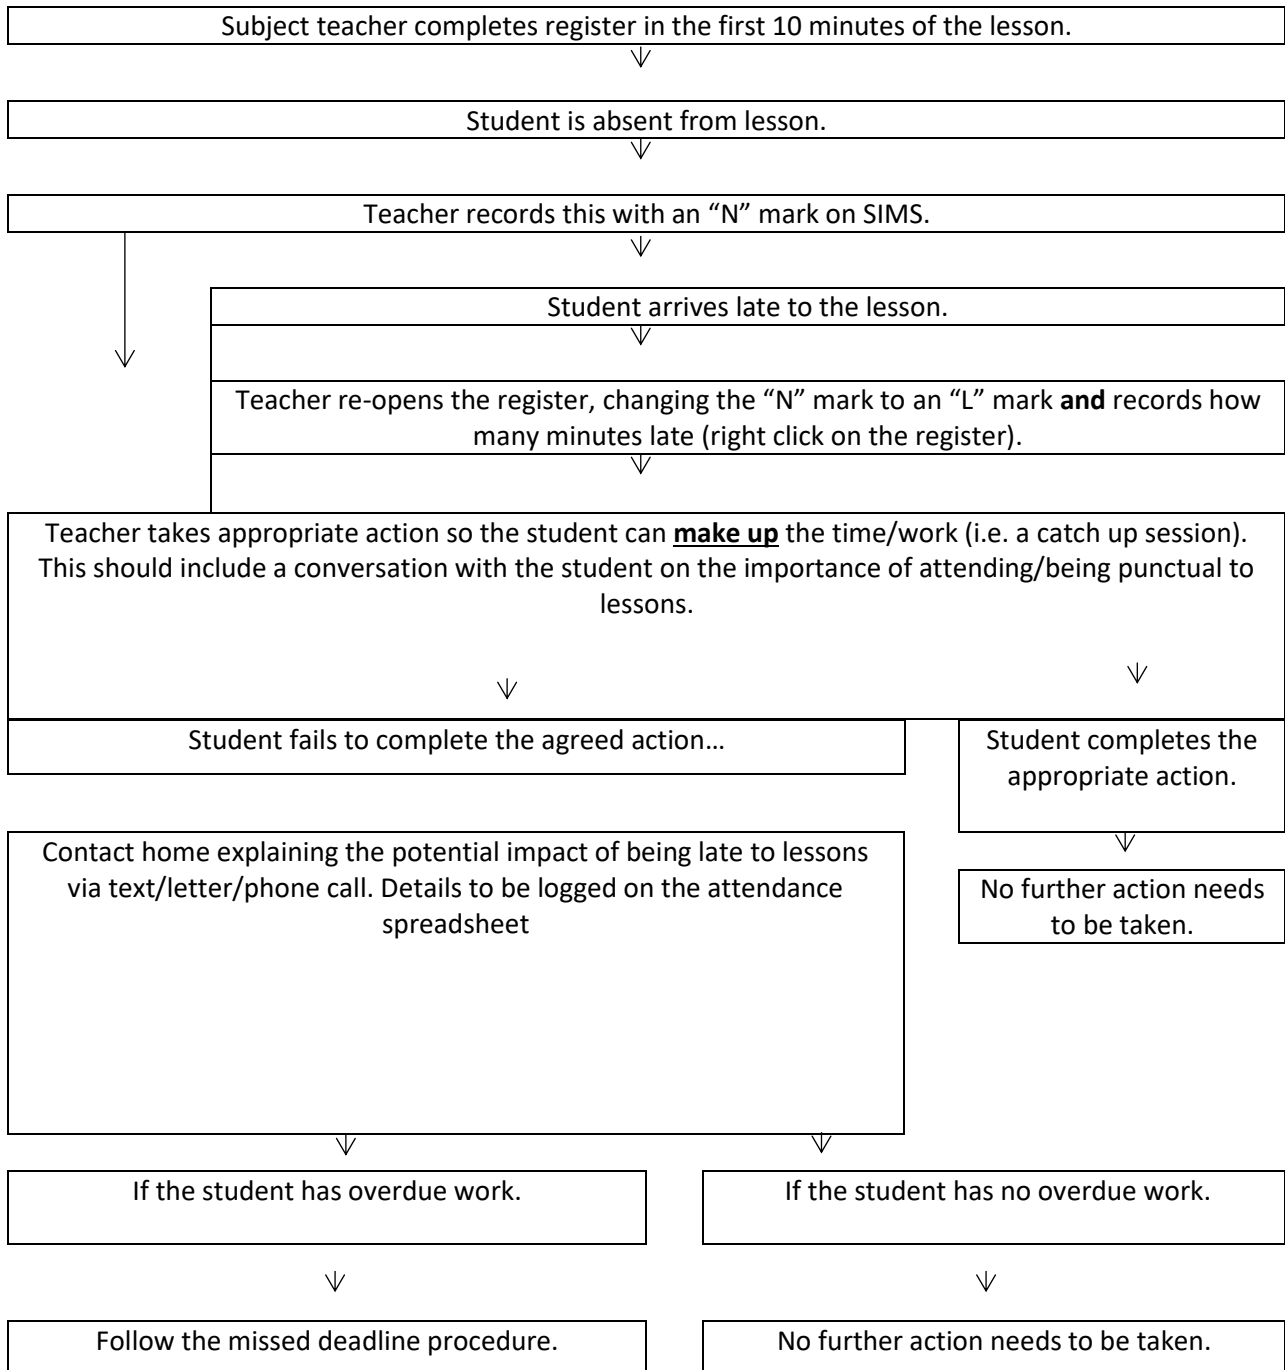 Subject teacher completes register in the first 10 minutes of the lesson.
Student is absent from lesson.
Teacher records this with an “N” mark on SIMS.
Student arrives late to the lesson.
Teacher re-opens the register, changing the “N” mark to an “L” mark and records how
many minutes late (right click on the register).
Teacher takes appropriate action so the student can make up the time/work (i.e. a catch up session).
This should include a conversation with the student on the importance of attending/being punctual to
lessons.
Student fails to complete the agreed action…
Student completes the
appropriate action.
Contact home explaining the potential impact of being late to lessons
via text/letter/phone call. Details to be logged on the attendance
spreadsheet
No further action needs
to be taken.
If the student has overdue work.
If the student has no overdue work.
Follow the missed deadline procedure.
No further action needs to be taken.